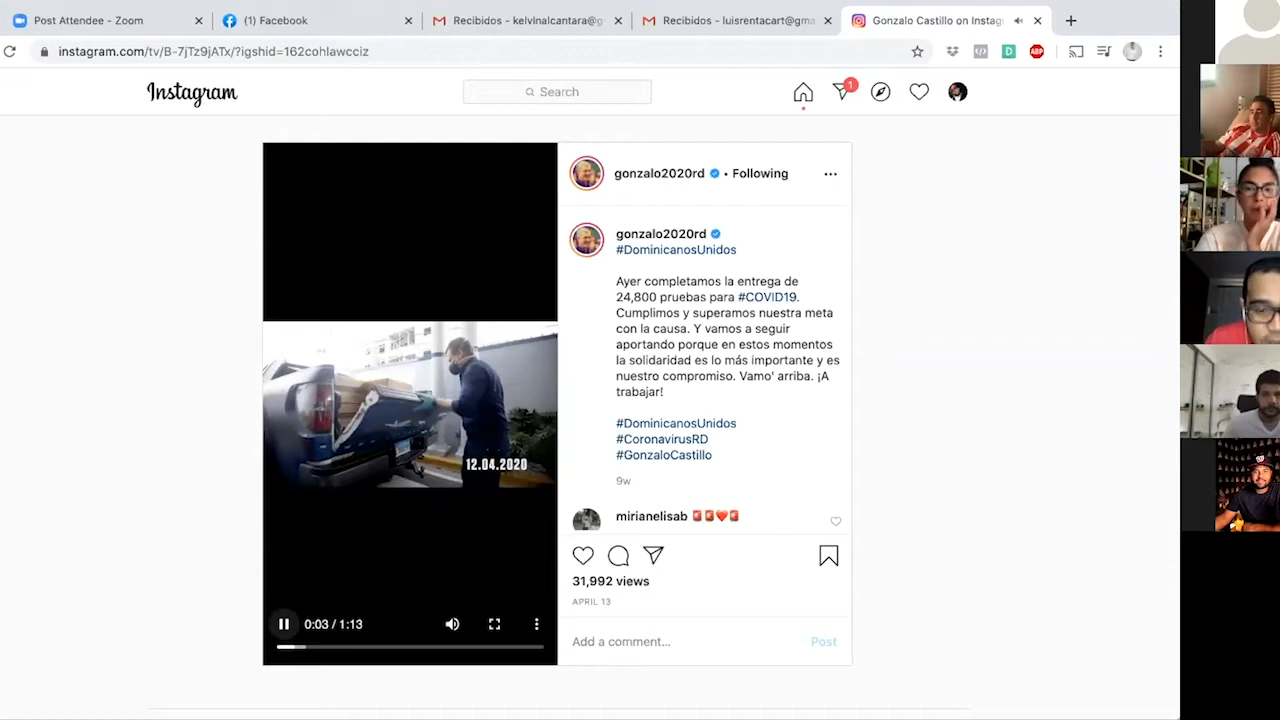 Post Attendee - Zoom
(1) Facebook
Recibidos - kelvinalcantara@g
Recibidos - luisrentacart@gma
Gonzalo Castillo on Instag
instagram.com/tv/B-7jTz9jATx/?igshid=162cohlawcciz
ABP
Instagram
Search
1
gonzalo2020rd • Following
gonzalo2020rd
#DominicanosUnidos
Ayer completamos la entrega de
24,800 pruebas para #COVID19.
Cumplimos y superamos nuestra meta
con la causa. Y vamos a seguir
aportando porque en estos momentos
la solidaridad es lo más importante y es
nuestro compromiso. Vamo' arriba. ¡A
trabajar!
#DominicanosUnidos
#CoronavirusRD
#GonzaloCastillo
9w
mirianelisab 🚨🚨❤️🚨
12.04.2020
31,992 views
APRIL 13
0:03 / 1:13
Add a comment...
Post